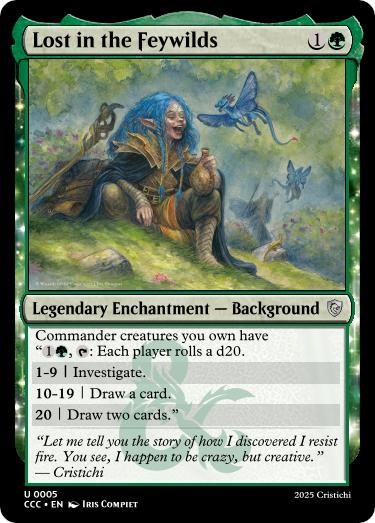 Lost in the Feywilds 1
Legendary Enchantment — Background
Commander creatures you own have
“1, : Each player rolls a d20.
1-9 | Investigate.
10-19 | Draw a card.
20 | Draw two cards.”
“Let me tell you the story of how I discovered I resist
fire. You see, I happen to be crazy, but creative.”
— Cristichi
U 0005
CCC • EN Iris Compiet
2025 Cristichi